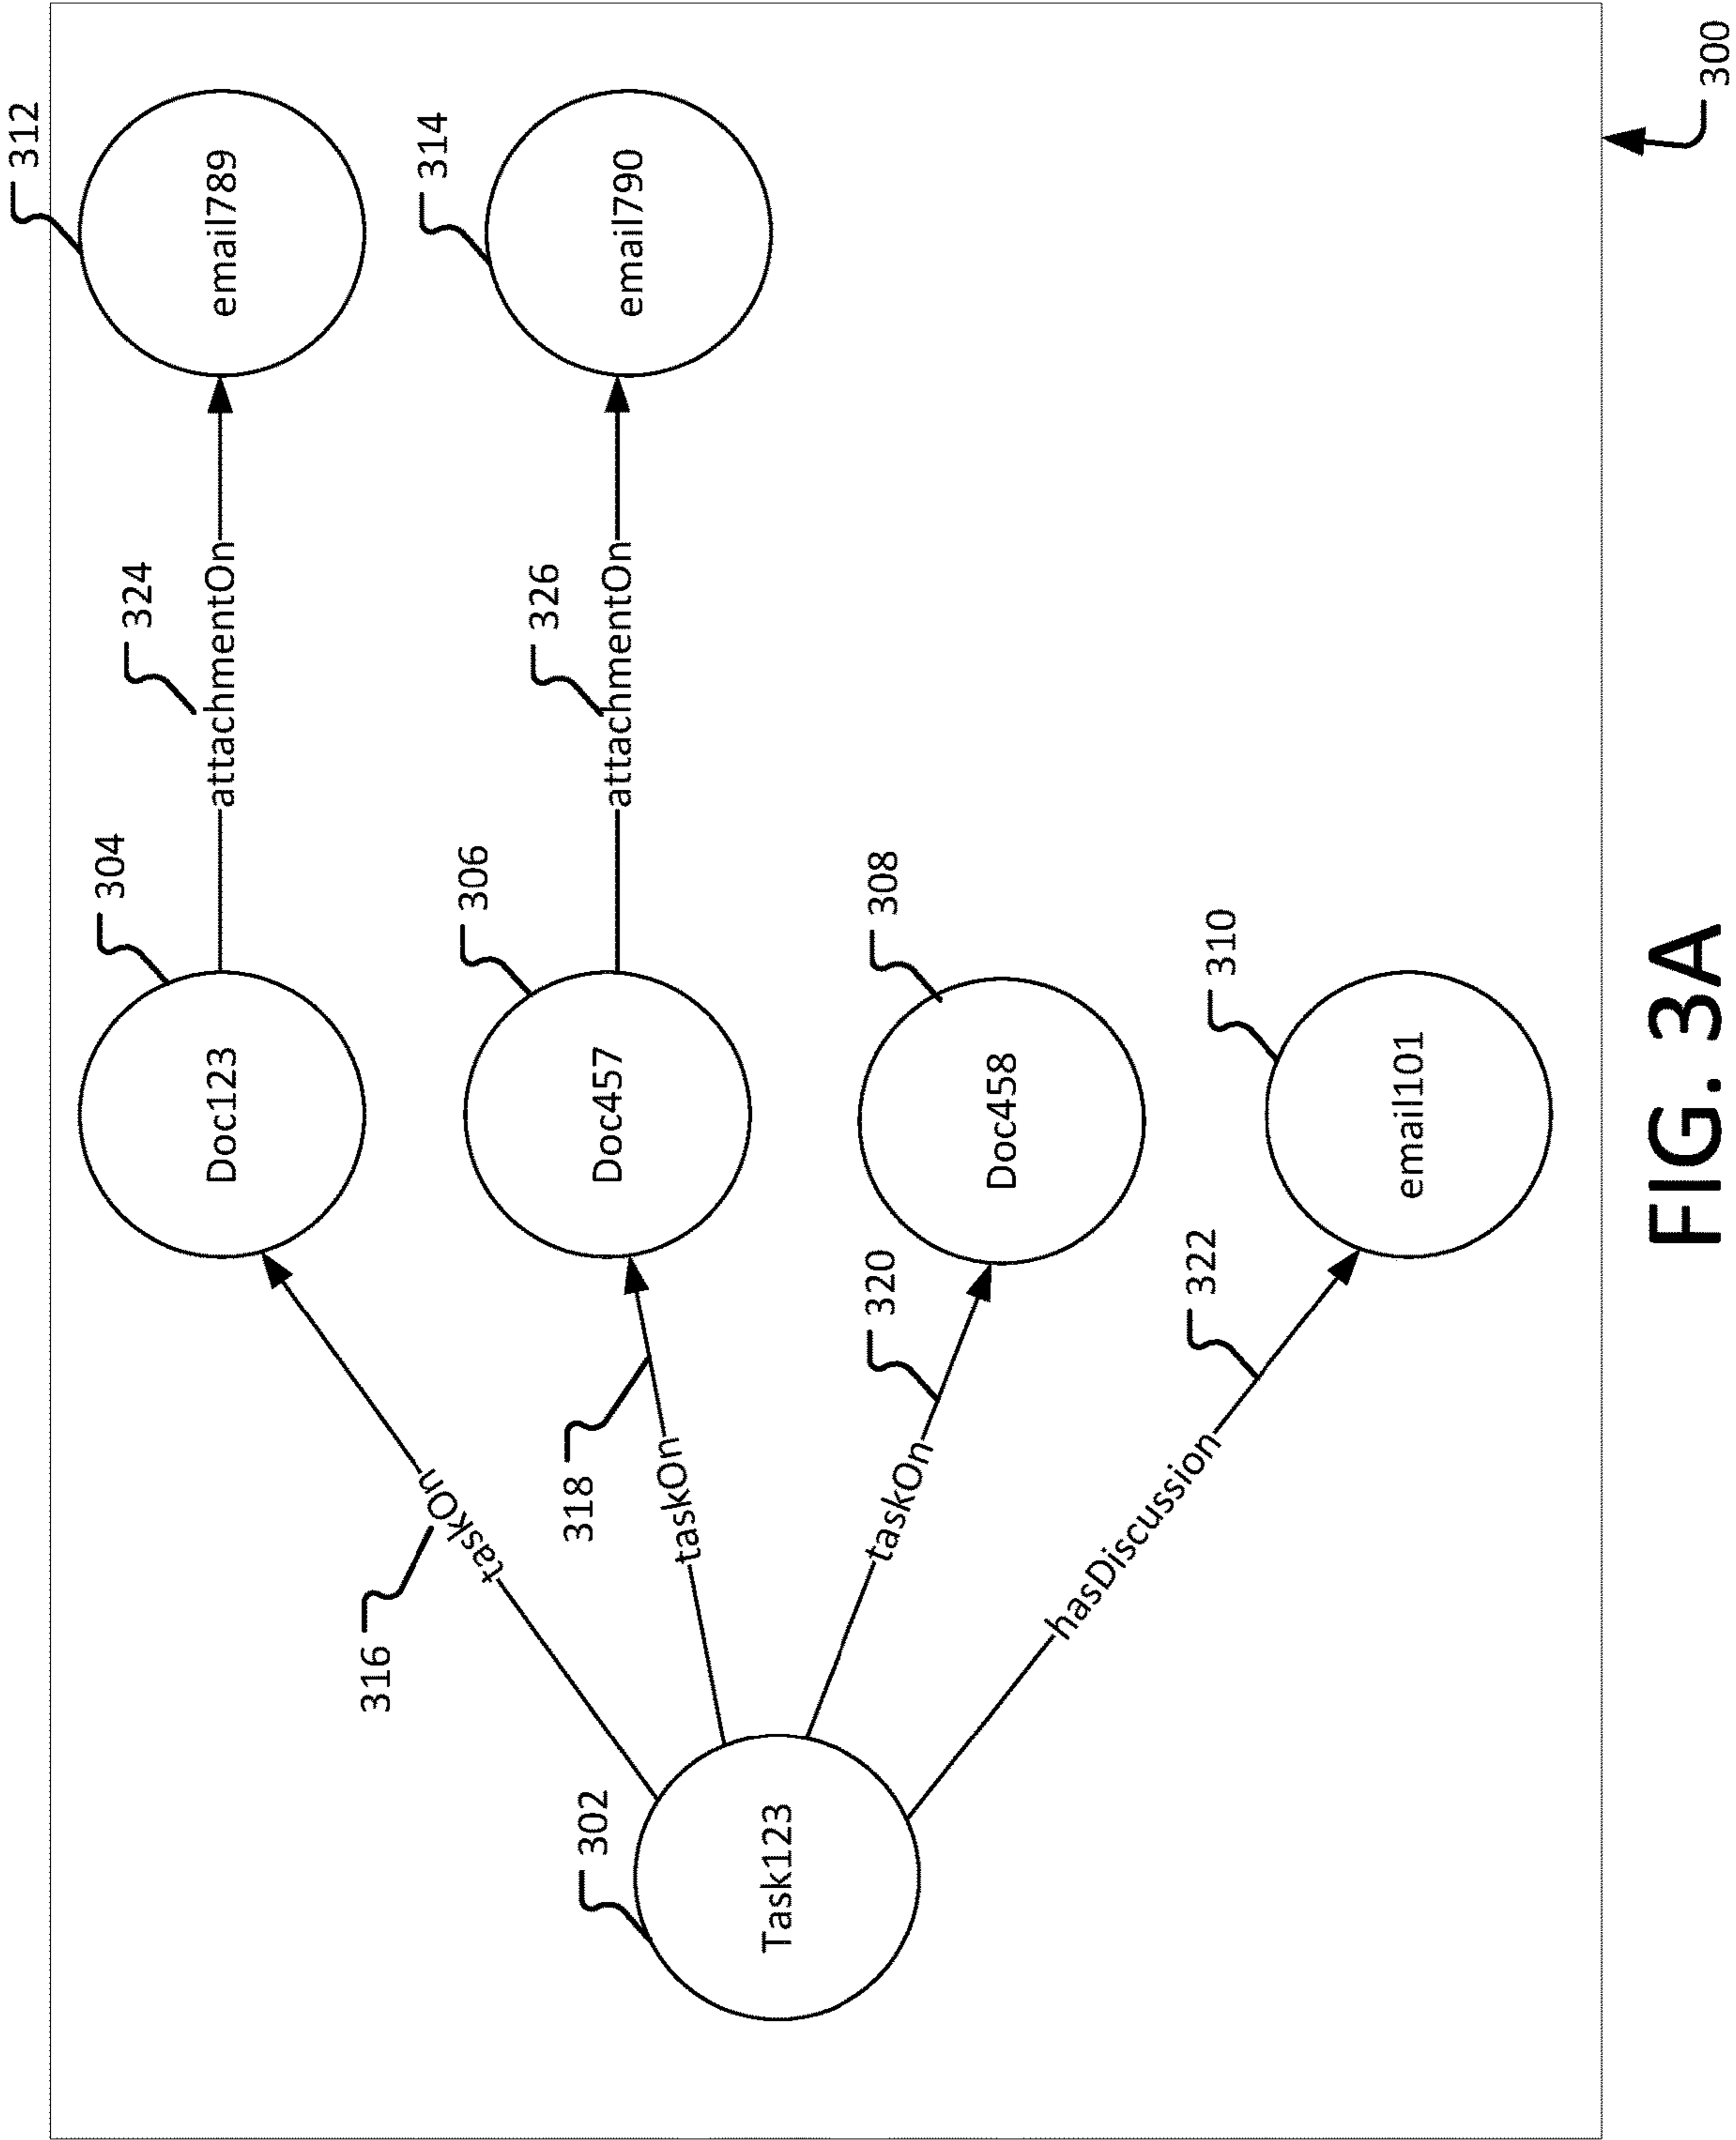 312
email789
324
attachmentOn
304
Doc123
316
taskOn
314
email790
326
attachmentOn
306
Doc457
318
taskOn
302
Task123
308
Doc458
320
taskOn
310
email101
322
hasDiscussion
300
FIG. 3A